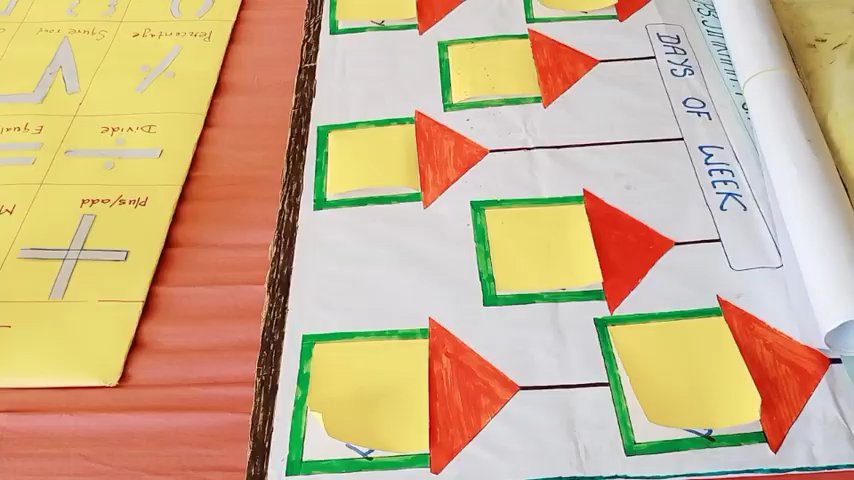 DAYS OF WEEK
Percentage
Square root
Divide
Equal
Plus/add
M